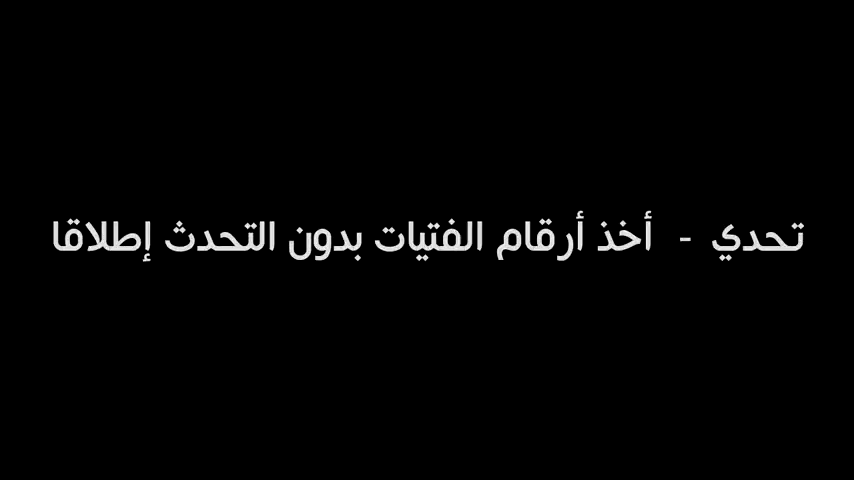 تحدي - أخذ أرقام الفتيات بدون التحدث إطلاقا